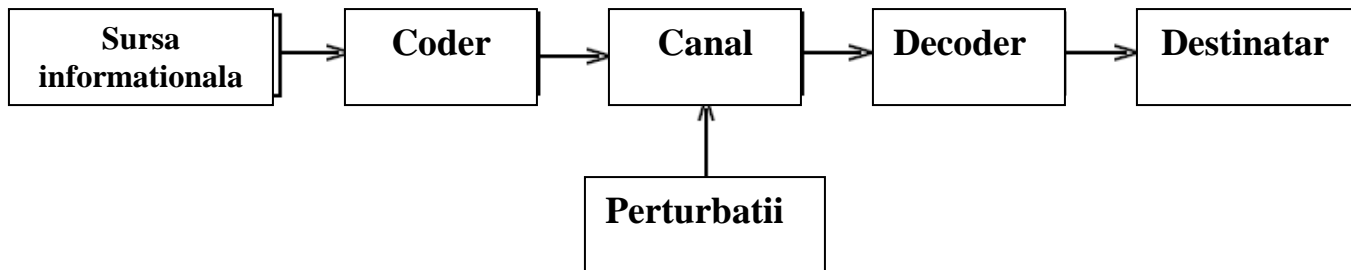 Sursa
informationala
Coder
Canal
Decoder
Destinatar
Perturbatii